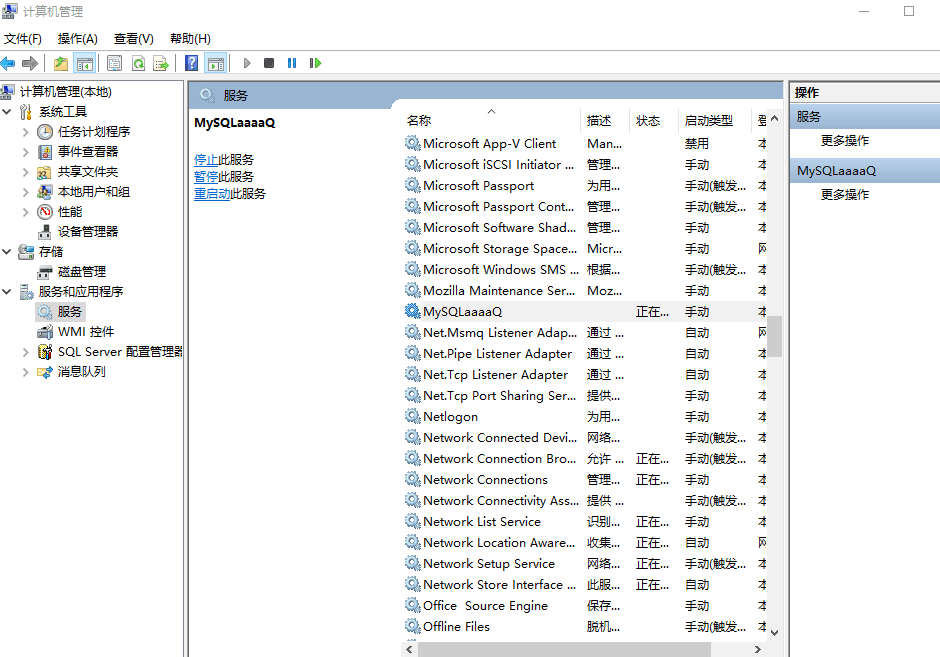 计算机管理
文件(F) 操作(A) 查看(V) 帮助(H)
计算机管理(本地)
系统工具
任务计划程序
事件查看器
共享文件夹
本地用户和组
性能
设备管理器
存储
磁盘管理
服务和应用程序
服务
WMI 控件
SQL Server 配置管理器
消息队列
服务
MySQLaaaaQ
停止此服务
暂停此服务
重启动此服务
名称 描述 状态 启动类型 登
Microsoft App-V Client Man... 禁用 本
Microsoft iSCSI Initiator ... 管理... 手动 本
Microsoft Passport 为用... 手动(触发... 本
Microsoft Passport Cont... 管理... 手动(触发... 本
Microsoft Software Shad... 管理... 手动 本
Microsoft Storage Space... Micr... 手动 网
Microsoft Windows SMS ... 根据... 手动(触发... 本
Mozilla Maintenance Ser... Moz... 手动 本
MySQLaaaaQ 正在... 手动 本
Net.Msmq Listener Adap... 通过 ... 自动 网
Net.Pipe Listener Adapter 通过 ... 自动 本
Net.Tcp Listener Adapter 通过 ... 自动 本
Net.Tcp Port Sharing Ser... 提供... 手动 本
Netlogon 为用... 手动 本
Network Connected Devi... 网络... 手动(触发... 本
Network Connection Bro... 允许 ... 正在... 手动(触发... 本
Network Connections 管理... 正在... 手动 本
Network Connectivity Ass... 提供 ... 手动(触发... 本
Network List Service 识别... 正在... 手动 本
Network Location Aware... 收集... 正在... 自动 网
Network Setup Service 网络... 正在... 手动(触发... 本
Network Store Interface ... 此服... 正在... 自动 本
Office  Source Engine 保存... 手动 本
Offline Files 脱机... 手动(触发... 本
操作
服务
更多操作
MySQLaaaaQ
更多操作